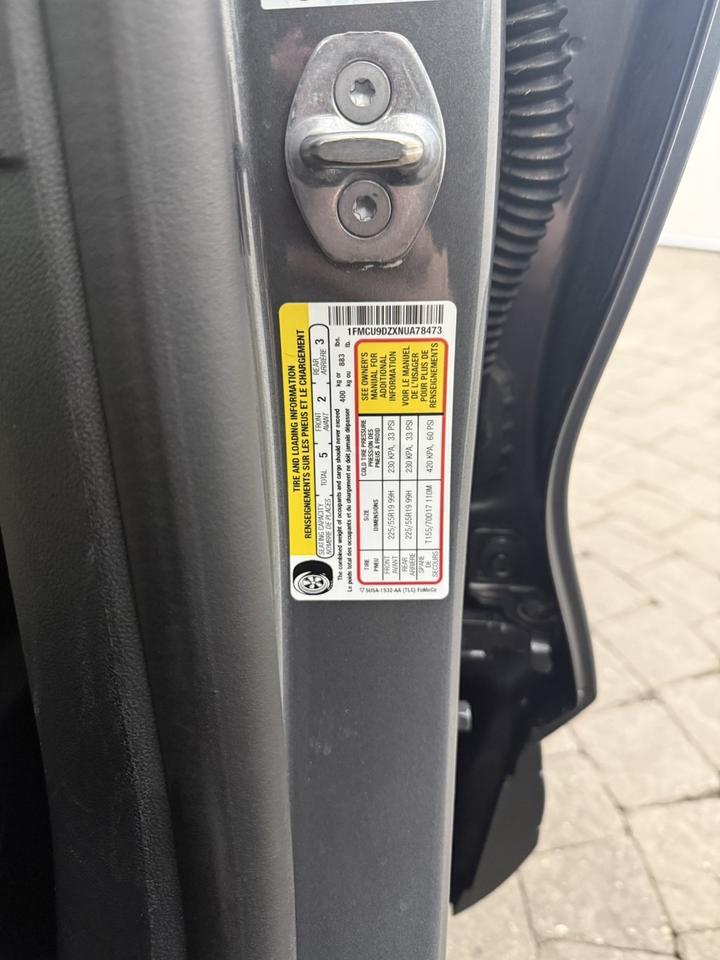 1FMCU9DZXNUA78473
TIRE AND LOADING INFORMATION
RENSEIGNEMENTS SUR LES PNEUS ET LE CHARGEMENT
SEATING CAPACITY TOTAL 5 FRONT 2 REAR 3
NOMBRE DE PLACES AVANT ARRIÈRE
The combined weight of occupants and cargo should never exceed 400 kg or 883 lbs.
Le poids total des occupants et du chargement ne doit jamais dépasser kg ou lb.
TIRE
PNEU
SIZE
DIMENSIONS
COLD TIRE PRESSURE
PRESSION DES
PNEUS A FROID
SEE OWNER'S
MANUAL FOR
ADDITIONAL
INFORMATION
VOIR LE MANUEL
DE L'USAGER
POUR PLUS DE
RENSEIGNEMENTS
FRONT
AVANT
225/55R19 99H
230 KPA, 33 PSI
REAR
ARRIERE
225/55R19 99H
230 KPA, 33 PSI
SPARE
DE
SECOURS
T155/70D17 110M
420 KPA, 60 PSI
5U5A-1532-AA (TLC) FoMoCo